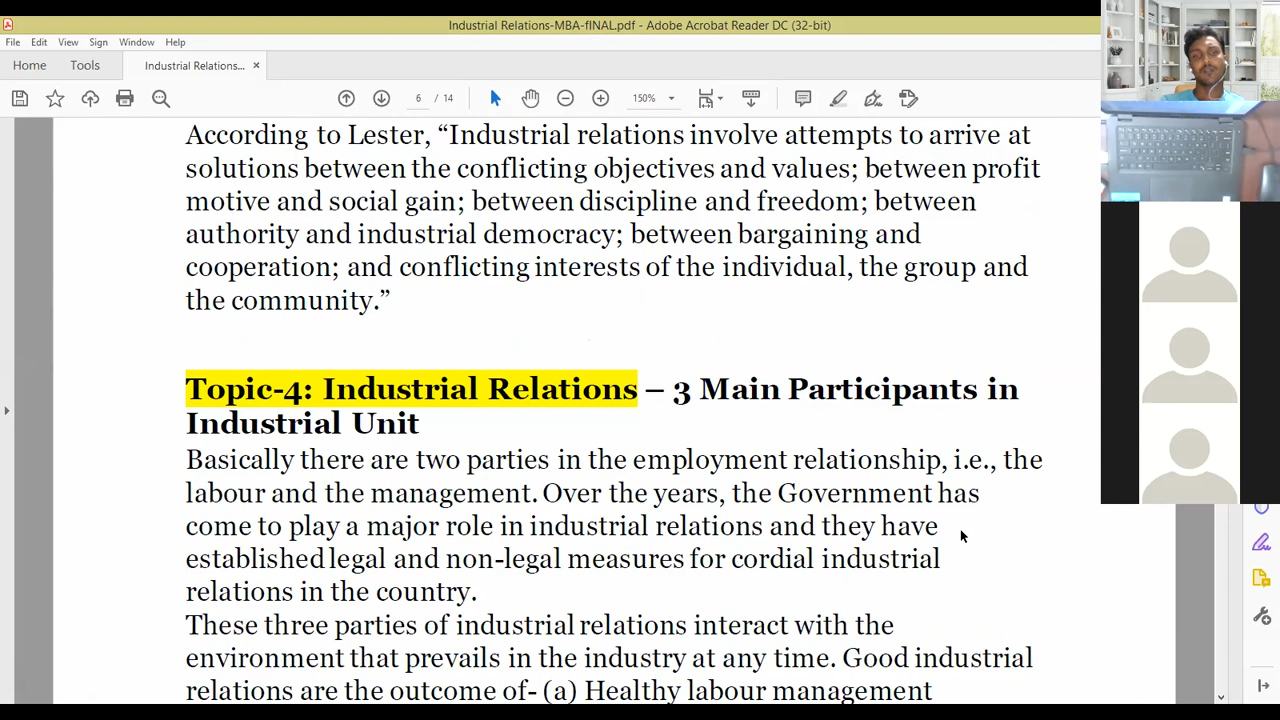 Industrial Relations-MBA-fINAL.pdf - Adobe Acrobat Reader DC (32-bit)
File Edit View Sign Window Help
Home Tools Industrial Relations... ×
6 / 14 150%
According to Lester, “Industrial relations involve attempts to arrive at
solutions between the conflicting objectives and values; between profit
motive and social gain; between discipline and freedom; between
authority and industrial democracy; between bargaining and
cooperation; and conflicting interests of the individual, the group and
the community.”
Topic-4: Industrial Relations – 3 Main Participants in
Industrial Unit
Basically there are two parties in the employment relationship, i.e., the
labour and the management. Over the years, the Government has
come to play a major role in industrial relations and they have
established legal and non-legal measures for cordial industrial
relations in the country.
These three parties of industrial relations interact with the
environment that prevails in the industry at any time. Good industrial
relations are the outcome of- (a) Healthy labour management